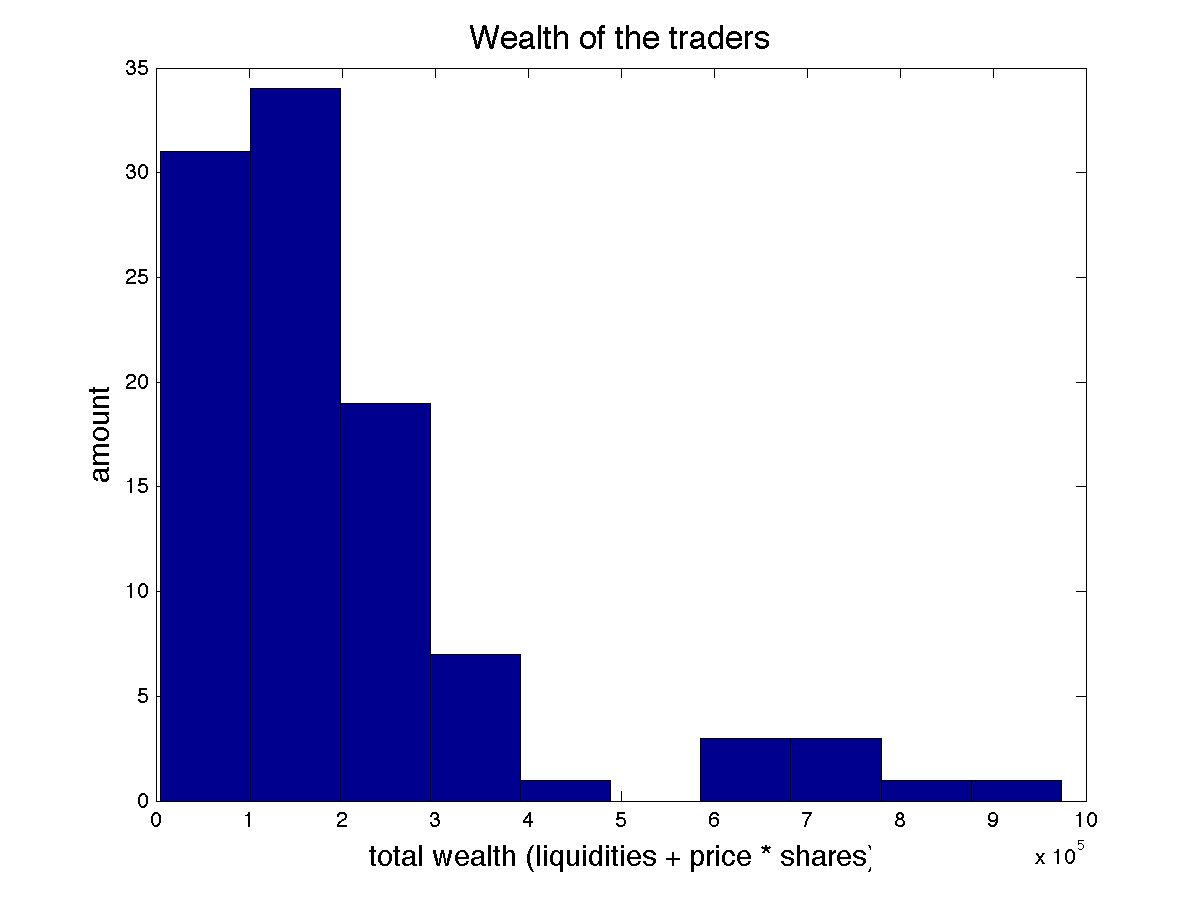 Wealth of the traders
35
30
25
20
15
10
5
0
amount
0 1 2 3 4 5 6 7 8 9 10
x 10^5
total wealth (liquidities + price * shares)